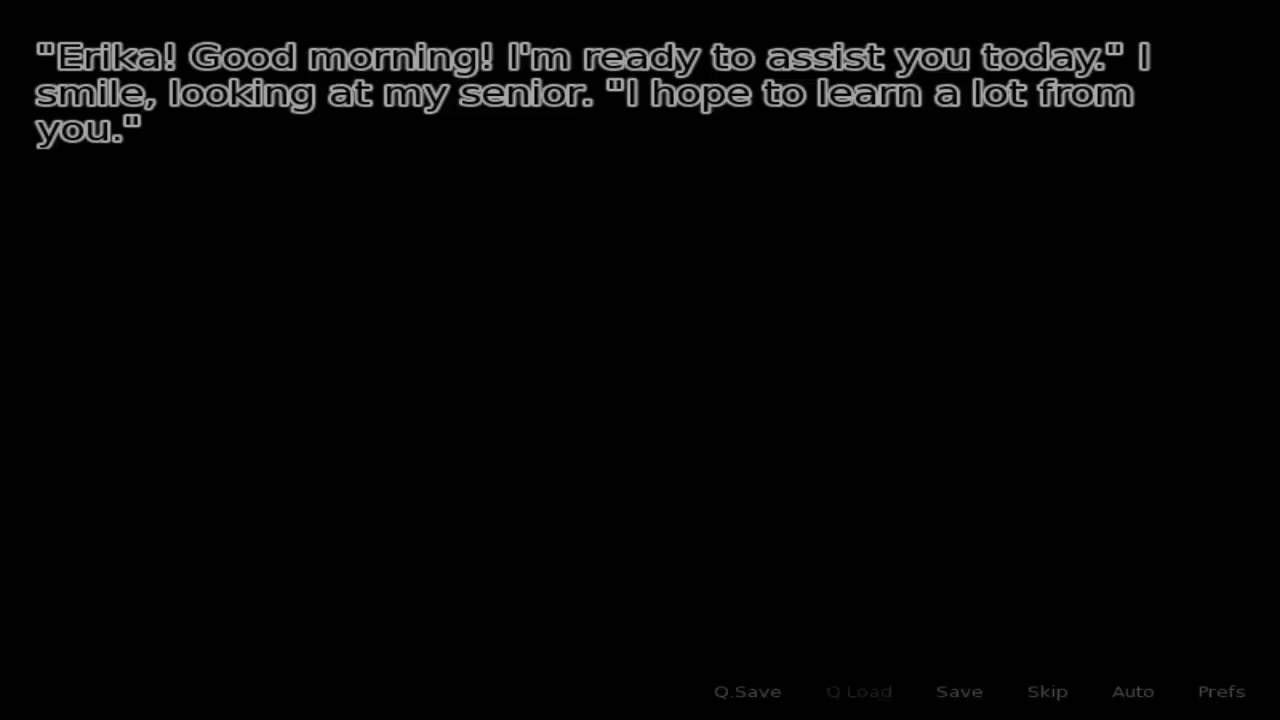 "Erika! Good morning! I'm ready to assist you today." I
smile, looking at my senior. "I hope to learn a lot from
you."
Q.Save Q.Load Save Skip Auto Prefs